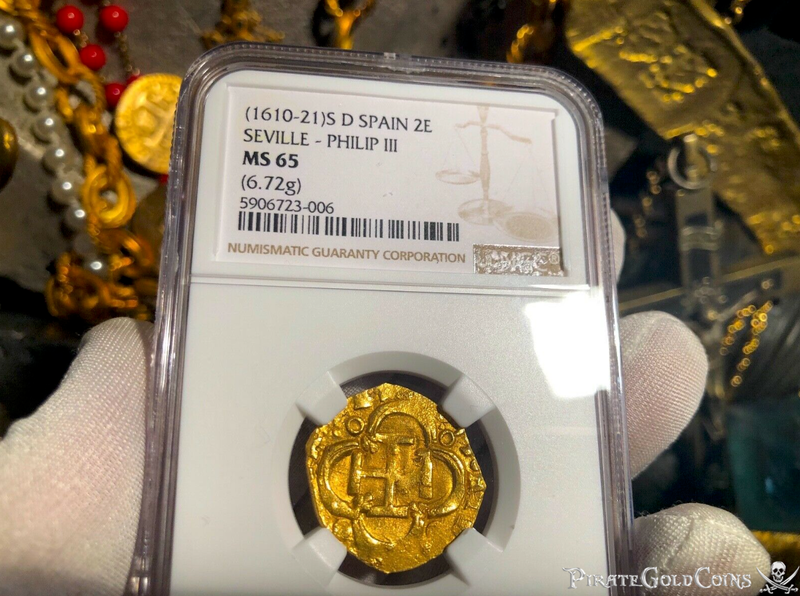 (1610-21)S D SPAIN 2E
SEVILLE - PHILIP III
MS 65
(6.72g)
5906723-006
NUMISMATIC GUARANTY CORPORATION
PIRATEGOLDCOINS